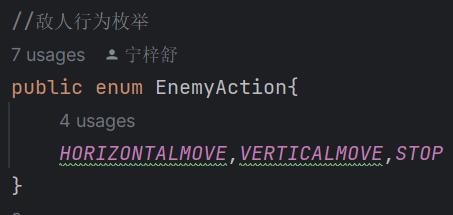 //敌人行为枚举
7 usages 宁梓舒
public enum EnemyAction{
4 usages
HORIZONTALMOVE,VERTICALMOVE,STOP
}